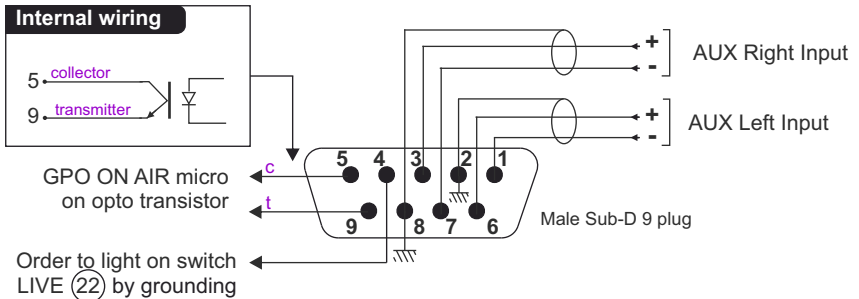 Internal wiring
5 collector
9 transmitter
+
-
AUX Right Input
+
-
AUX Left Input
5 4 3 2 1
c
GPO ON AIR micro
on opto transistor
t
9 8 7 6
Male Sub-D 9 plug
Order to light on switch
LIVE 22 by grounding